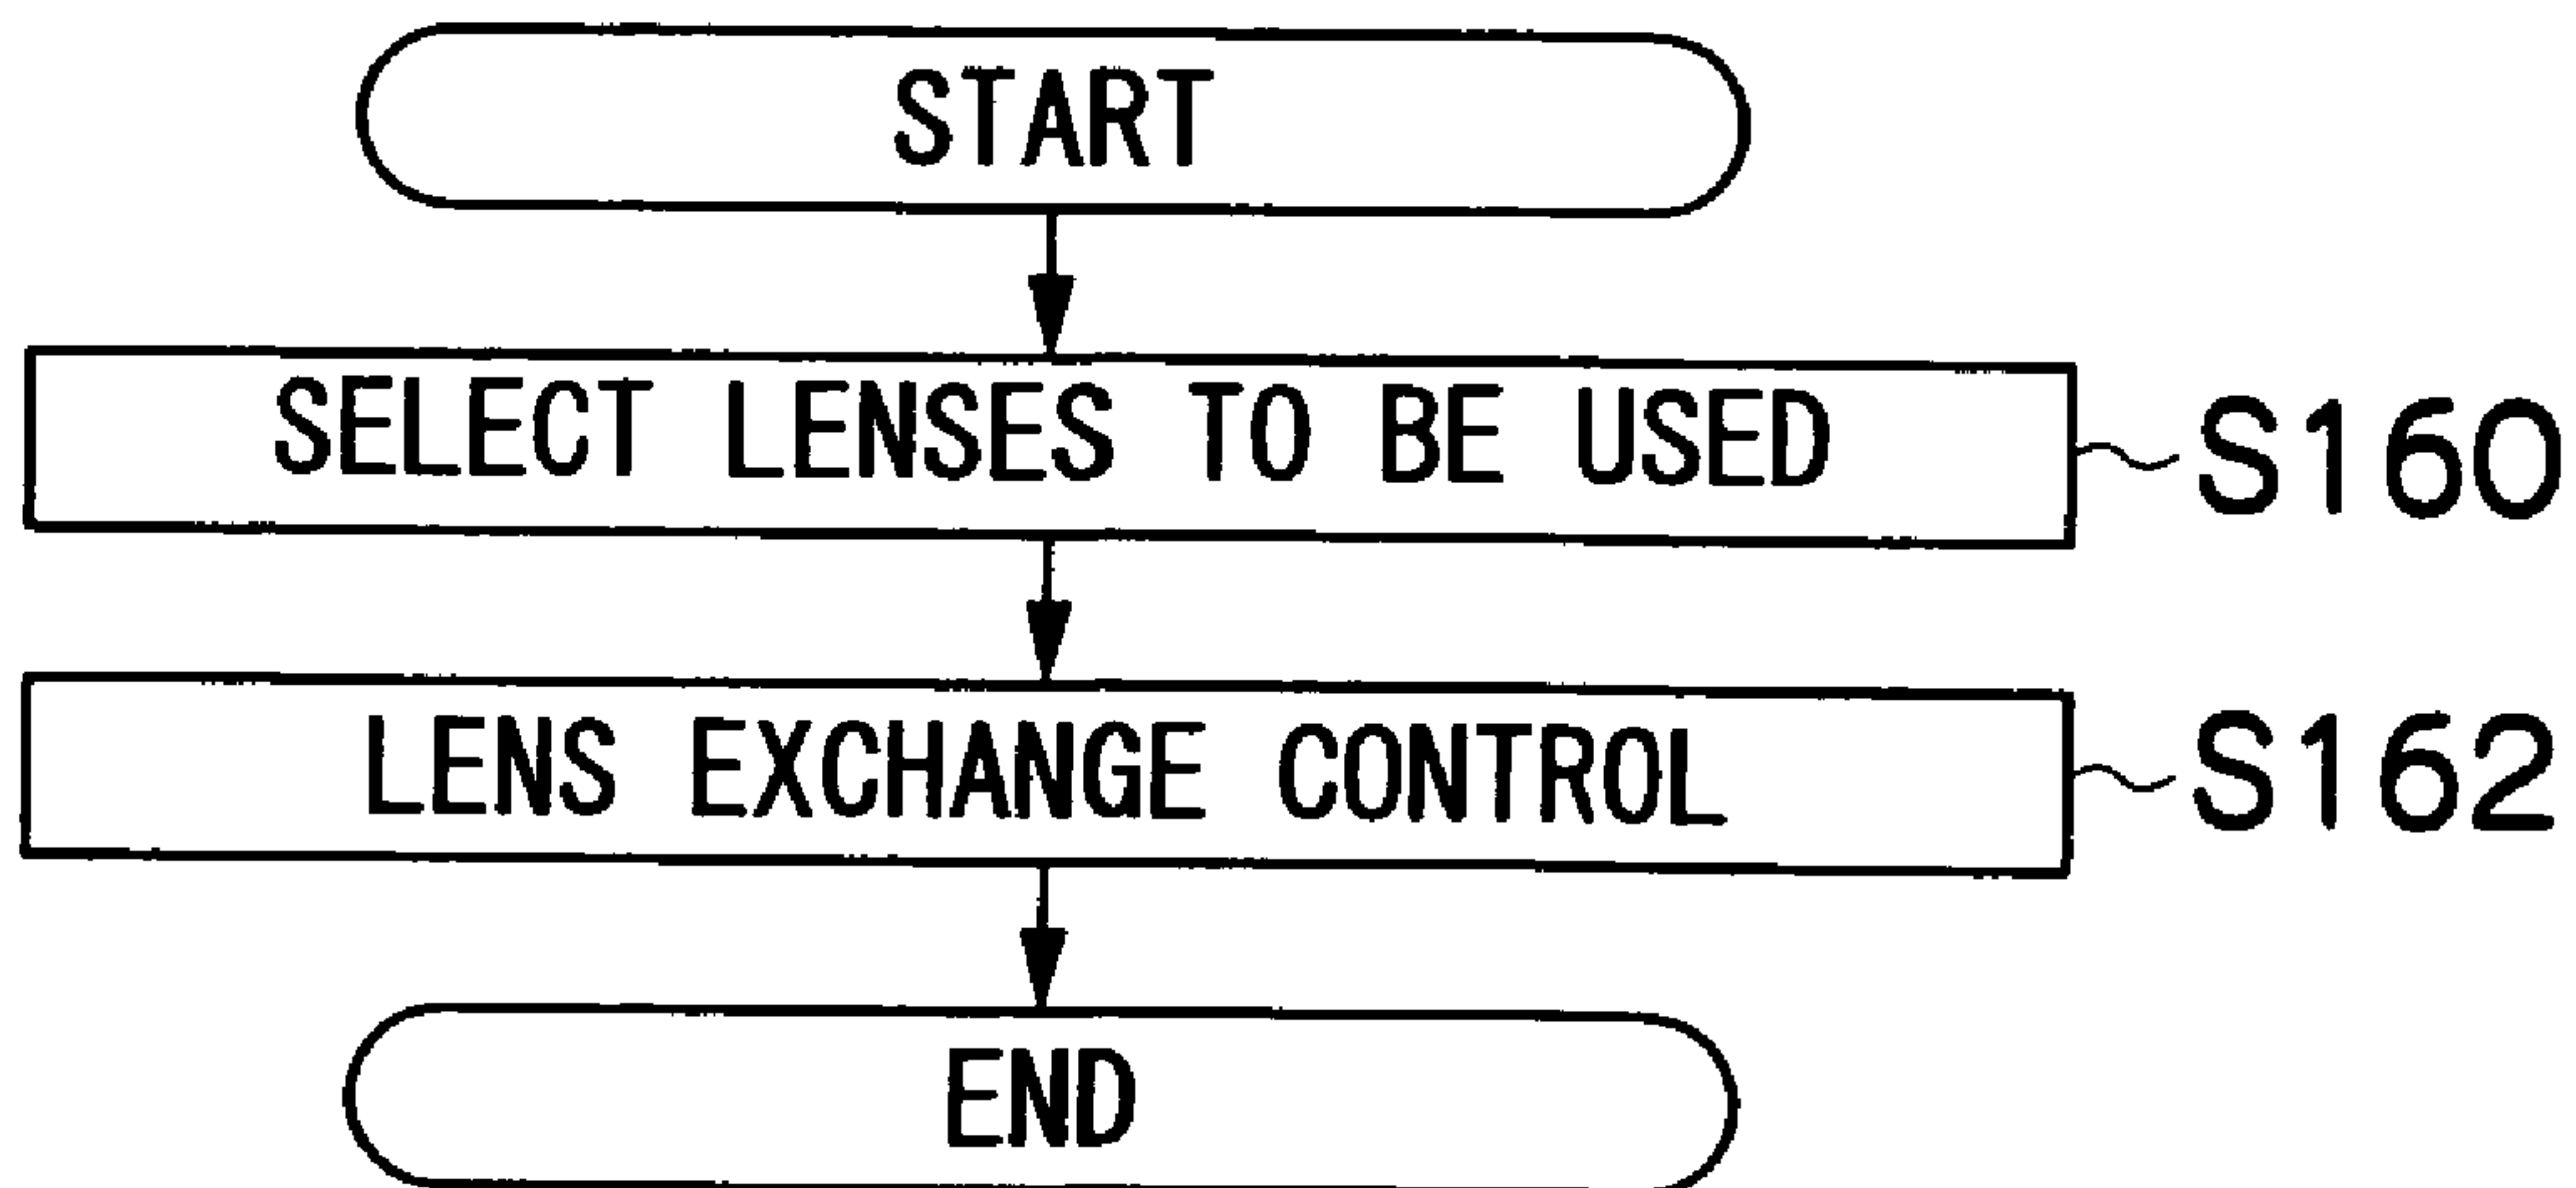 START
SELECT LENSES TO BE USED
S160
LENS EXCHANGE CONTROL
S162
END